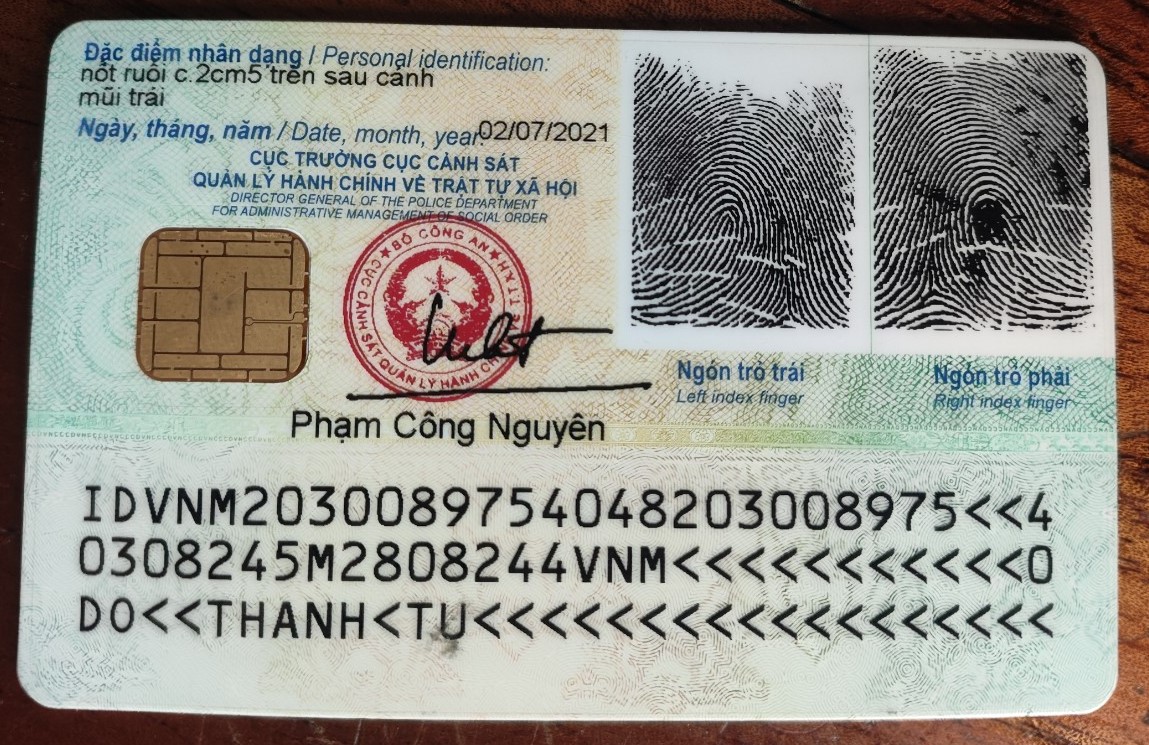 Đặc điểm nhân dạng / Personal identification:
nốt ruồi c.2cm5 trên sau cánh
mũi trái
Ngày, tháng, năm / Date, month, year: 02/07/2021
CỤC TRƯỞNG CỤC CẢNH SÁT
QUẢN LÝ HÀNH CHÍNH VỀ TRẬT TỰ XÃ HỘI
DIRECTOR GENERAL OF THE POLICE DEPARTMENT
FOR ADMINISTRATIVE MANAGEMENT OF SOCIAL ORDER
BỘ CÔNG AN
CỤC CẢNH SÁT QUẢN LÝ HÀNH CH
TTXH
Ngón trỏ trái
Left index finger
Ngón trỏ phải
Right index finger
Phạm Công Nguyên
IDVNM2030089754048203008975<<4
0308245M2808244VNM<<<<<<<<<<<0
DO<<THANH<TU<<<<<<<<<<<<<<<<<<